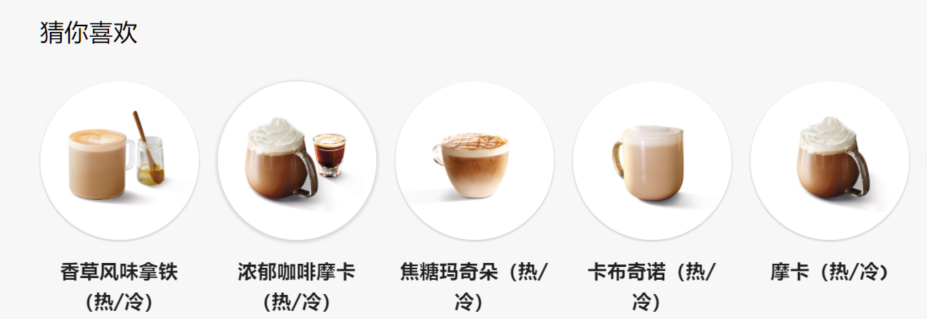 猜你喜欢
香草风味拿铁
（热/冷）
浓郁咖啡摩卡
（热/冷）
焦糖玛奇朵（热/
冷）
卡布奇诺（热/
冷）
摩卡（热/冷）